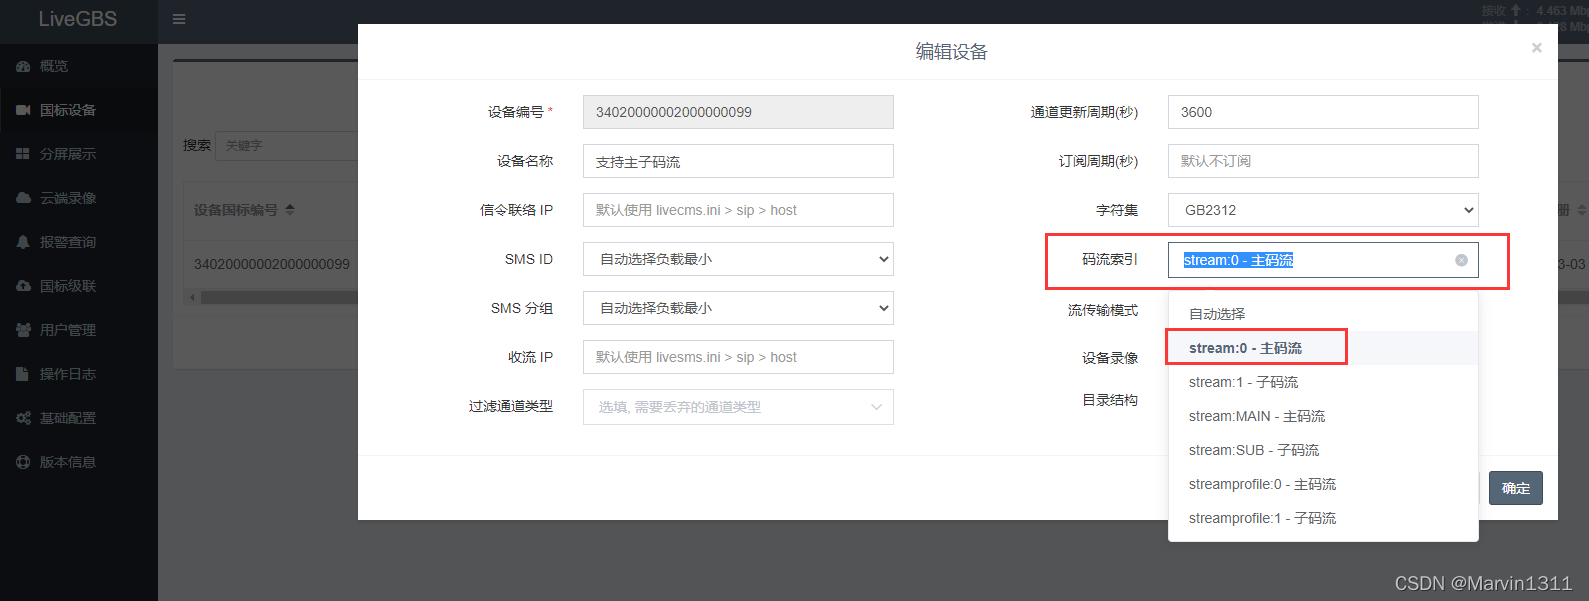 LiveGBS
接收 : 4.463 Mbp
概览
国标设备
分屏展示
云端录像
报警查询
国标级联
用户管理
操作日志
基础配置
版本信息
搜索 关键字
设备国标编号
34020000002000000099
册
3-03
编辑设备 ×
设备编号 * 34020000002000000099
设备名称 支持主子码流
信令联络 IP 默认使用 livecms.ini > sip > host
SMS ID 自动选择负载最小
SMS 分组 自动选择负载最小
收流 IP 默认使用 livesms.ini > sip > host
过滤通道类型 选填, 需要丢弃的通道类型
通道更新周期(秒) 3600
订阅周期(秒) 默认不订阅
字符集 GB2312
码流索引 stream:0 - 主码流
流传输模式
设备录像
目录结构
自动选择
stream:0 - 主码流
stream:1 - 子码流
stream:MAIN - 主码流
stream:SUB - 子码流
streamprofile:0 - 主码流
streamprofile:1 - 子码流
确定
CSDN @Marvin1311